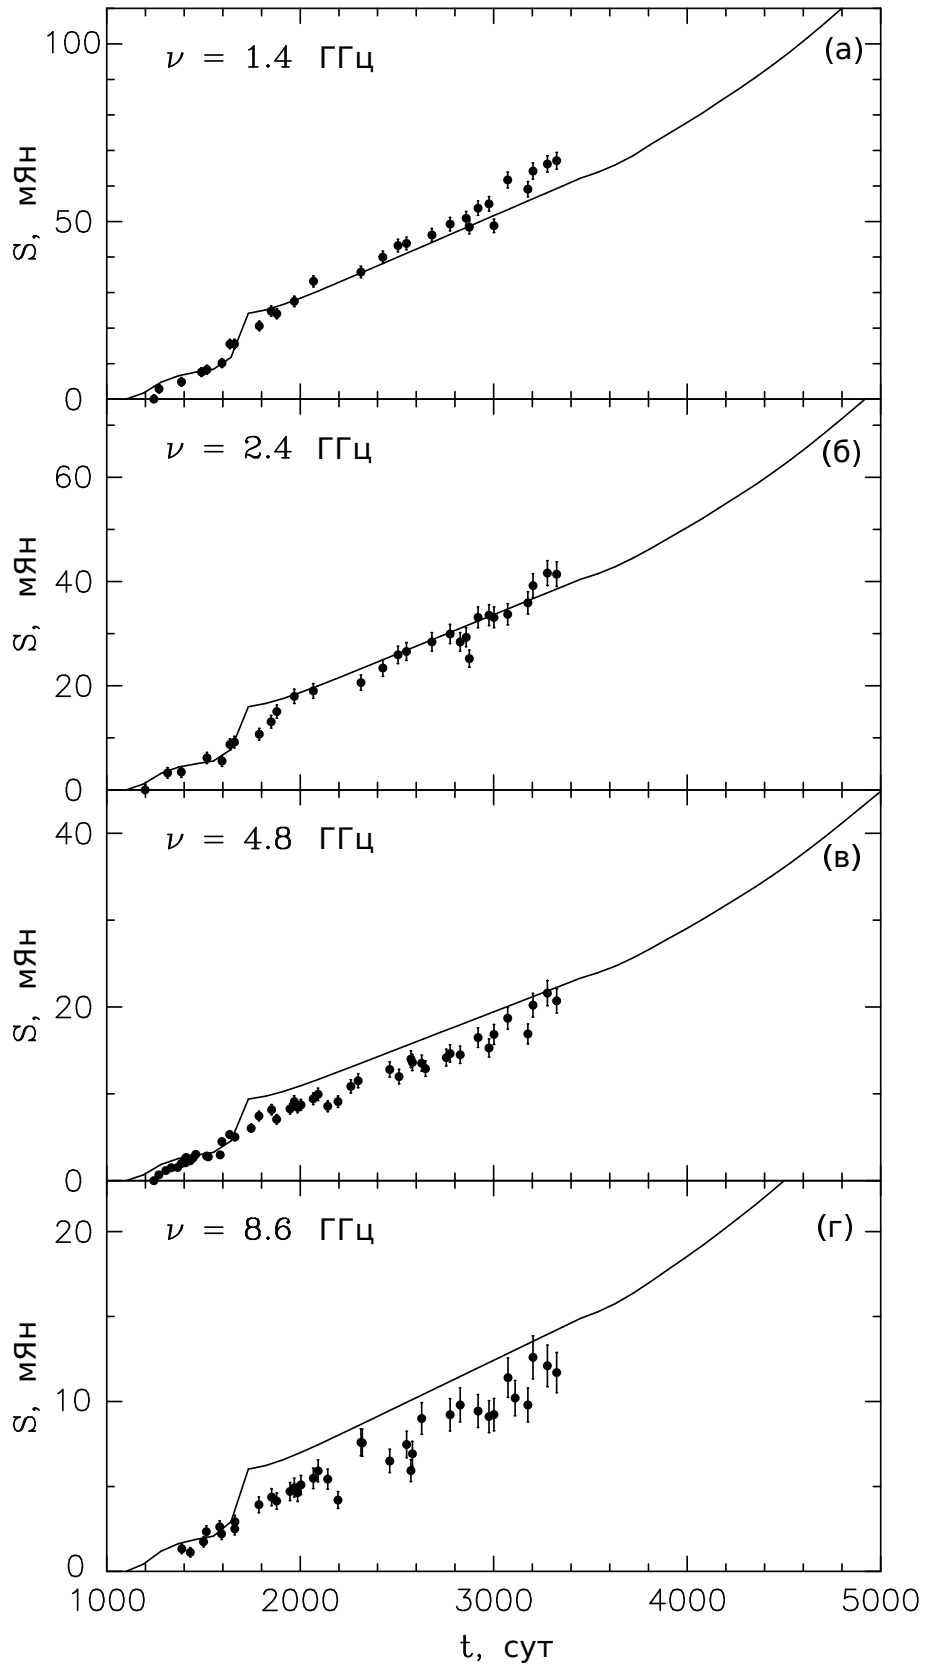 100
ν = 1.4 ГГц
(а)
S, мЯн
50
0
ν = 2.4 ГГц
(б)
60
S, мЯн
40
20
0
ν = 4.8 ГГц
(в)
40
S, мЯн
20
0
ν = 8.6 ГГц
(г)
20
S, мЯн
10
0
1000 2000 3000 4000 5000
t, сут